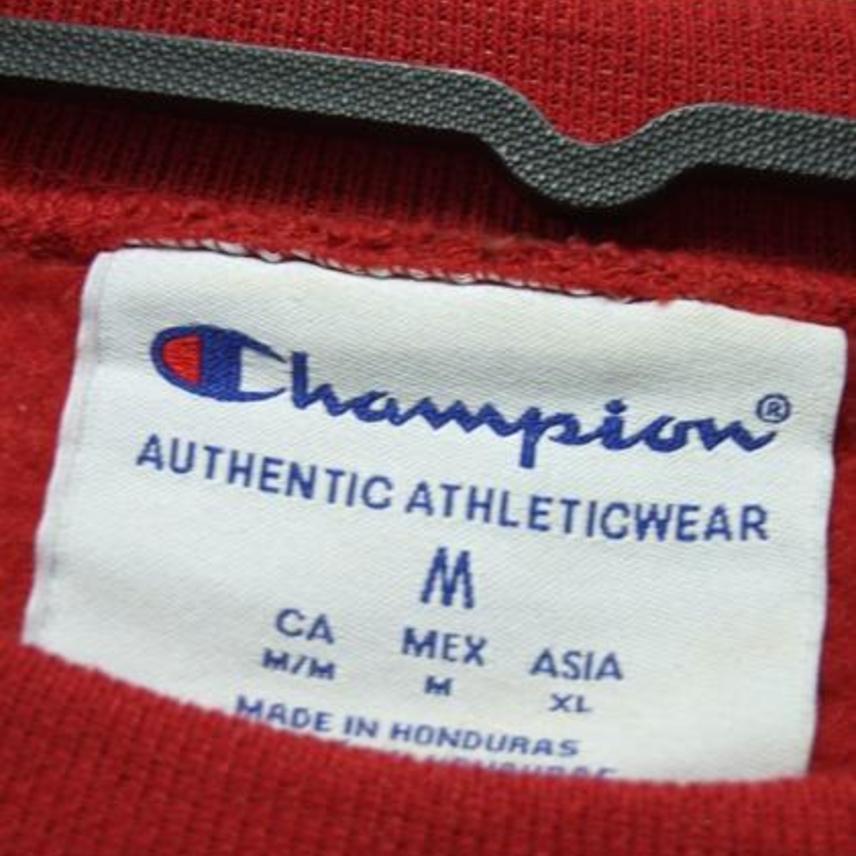 Champion®
AUTHENTIC ATHLETICWEAR
M
CA MEX ASIA
M/M M XL
MADE IN HONDURAS